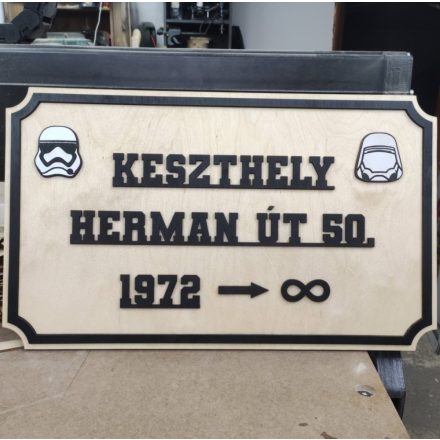 KESZTHELY
HERMAN ÚT 50.
1972 → ∞